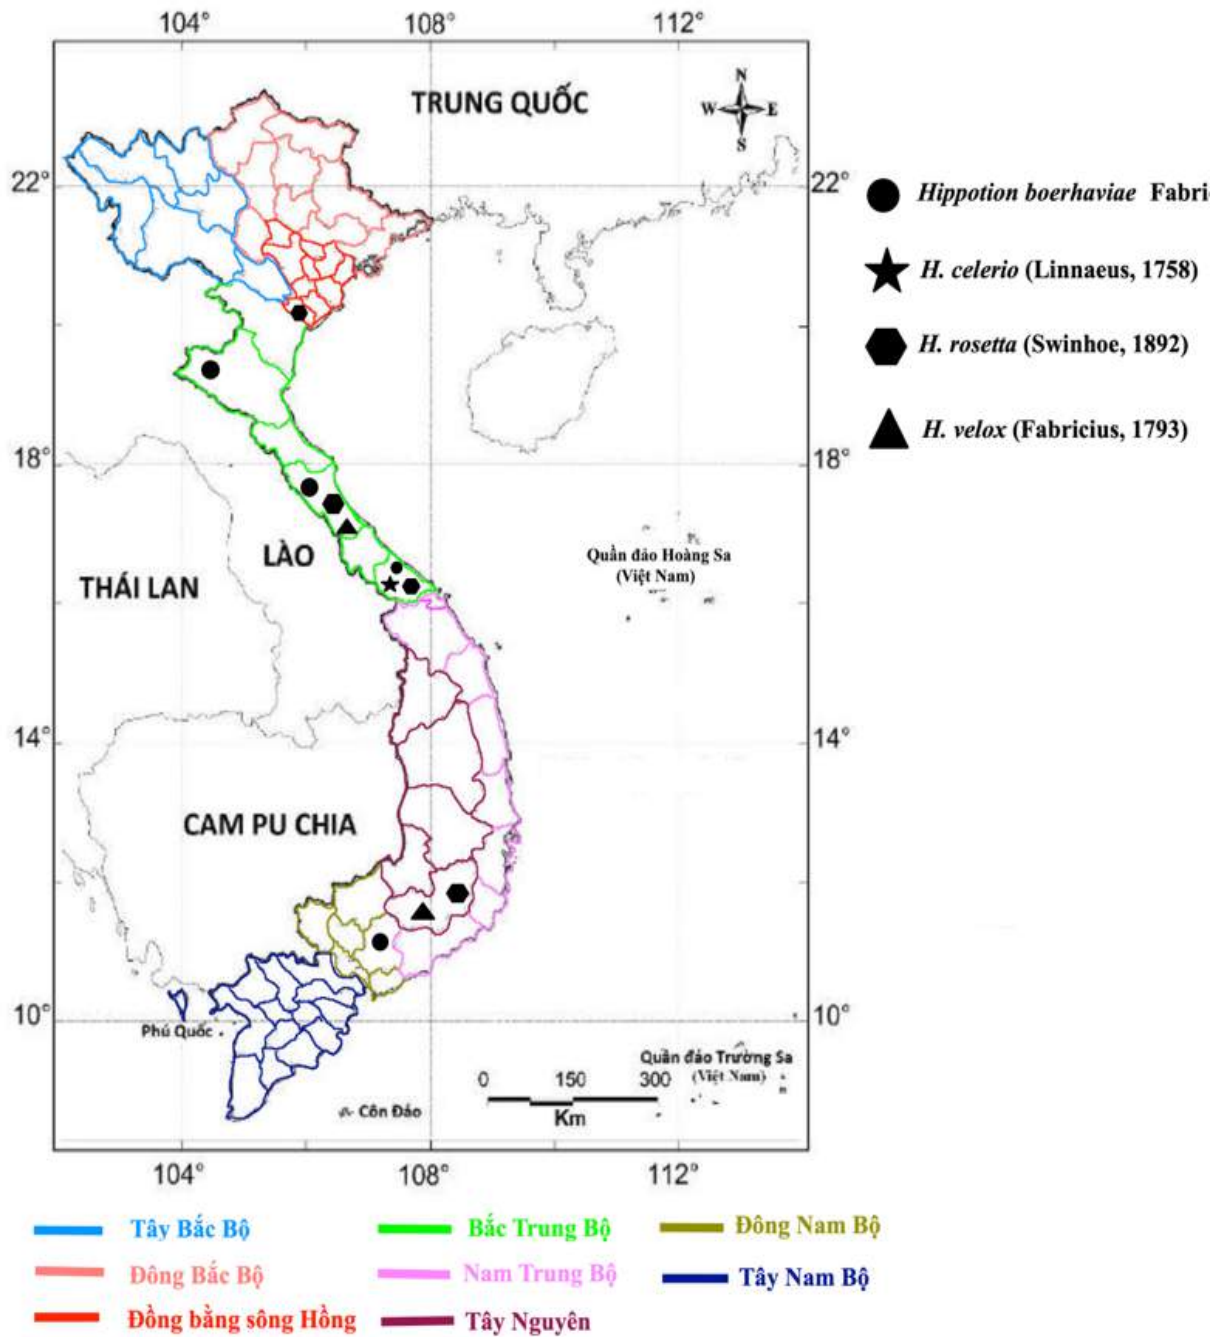 104° 108° 112°
TRUNG QUỐC
N
W E
S
22° 22°
Hippotion boerhaviae Fabri
H. celerio (Linnaeus, 1758)
H. rosetta (Swinhoe, 1892)
H. velox (Fabricius, 1793)
18° 18°
LÀO
THÁI LAN
Quần đảo Hoàng Sa
(Việt Nam)
14° 14°
CAM PU CHIA
10° 10°
Phú Quốc
Quần đảo Trường Sa
(Việt Nam)
0 150 300
Km
Côn Đảo
104° 108° 112°
Tây Bắc Bộ Bắc Trung Bộ Đông Nam Bộ
Đông Bắc Bộ Nam Trung Bộ Tây Nam Bộ
Đồng bằng sông Hồng Tây Nguyên